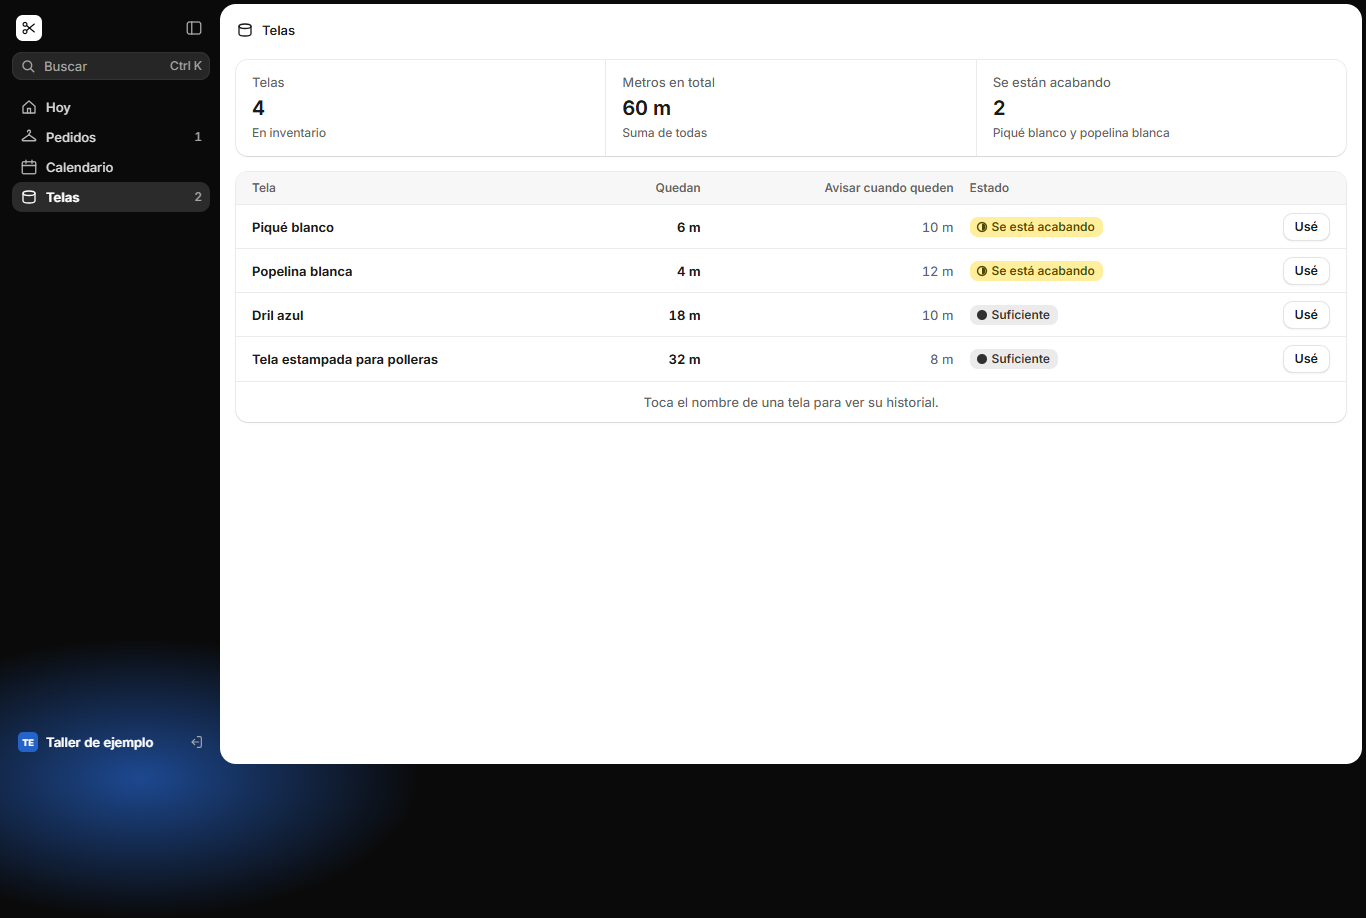 Buscar Ctrl K
Hoy
Pedidos 1
Calendario
Telas 2
TE Taller de ejemplo
Telas
Telas
4
En inventario
Metros en total
60 m
Suma de todas
Se están acabando
2
Piqué blanco y popelina blanca
Tela Quedan Avisar cuando queden Estado
Piqué blanco 6 m 10 m Se está acabando Usé
Popelina blanca 4 m 12 m Se está acabando Usé
Dril azul 18 m 10 m Suficiente Usé
Tela estampada para polleras 32 m 8 m Suficiente Usé
Toca el nombre de una tela para ver su historial.